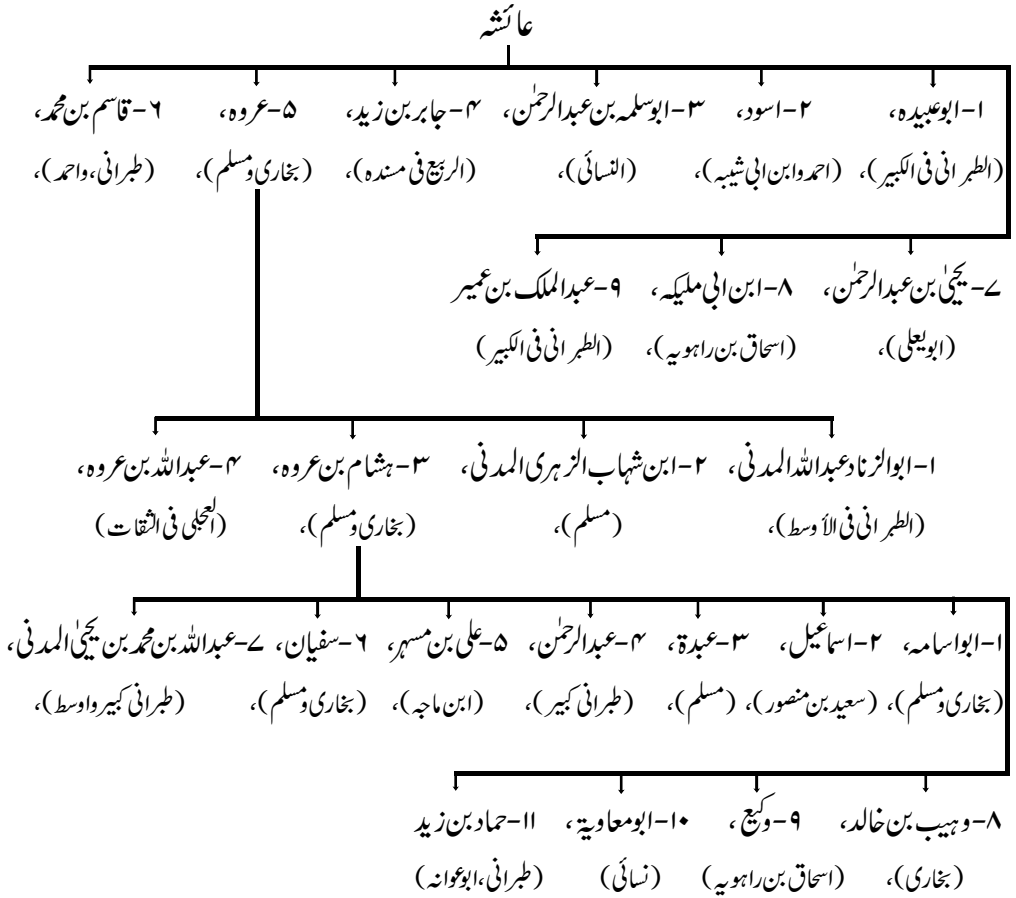 عائشہ
۱-ابوعبیدہ، ۲-اسود، ۳-ابوسلمہ بن عبدالرحمٰن، ۴-جابر بن زید، ۵-عروہ، ۶-قاسم بن محمد،
(الطبرانی فی الکبیر)، (احمد وابن ابی شیبہ)، (النسائی)، (الربیع فی مسندہ)، (بخاری ومسلم)، (طبرانی، واحمد)،
۷-یحییٰ بن عبدالرحمٰن، ۸-ابن ابی ملیکہ، ۹-عبدالملک بن عمیر
(ابویعلی)، (اسحاق بن راہویہ)، (الطبرانی فی الکبیر)
۱-ابوالزناد عبداللہ المدنی، ۲-ابن شہاب الزہری المدنی، ۳-ہشام بن عروہ، ۴-عبداللہ بن عروہ،
(الطبرانی فی الأوسط)، (مسلم)، (بخاری ومسلم)، (العجلی فی الثقات)
۱-ابواسامہ، ۲-اسماعیل، ۳-عبدۃ، ۴-عبدالرحمٰن، ۵-علی بن مسہر، ۶-سفیان، ۷-عبداللہ بن محمد بن یحییٰ المدنی،
(بخاری ومسلم)، (سعید بن منصور)، (مسلم)، (طبرانی کبیر)، (ابن ماجہ)، (بخاری ومسلم)، (طبرانی کبیر واوسط)،
۸-وہیب بن خالد، ۹-وکیع، ۱۰-ابومعاویۃ، ۱۱-حماد بن زید
(بخاری)، (اسحاق بن راہویہ) (نسائی) (طبرانی، ابوعوانہ)